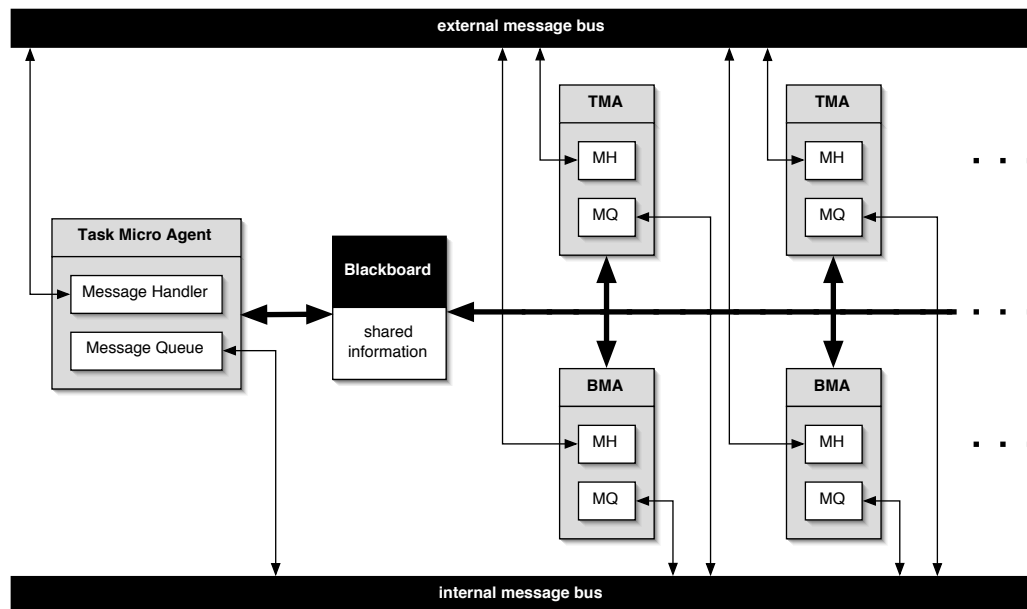 external message bus
TMA
TMA
MH
MH
MQ
MQ
Task Micro Agent
Message Handler
Message Queue
Blackboard
shared
information
BMA
BMA
MH
MH
MQ
MQ
internal message bus